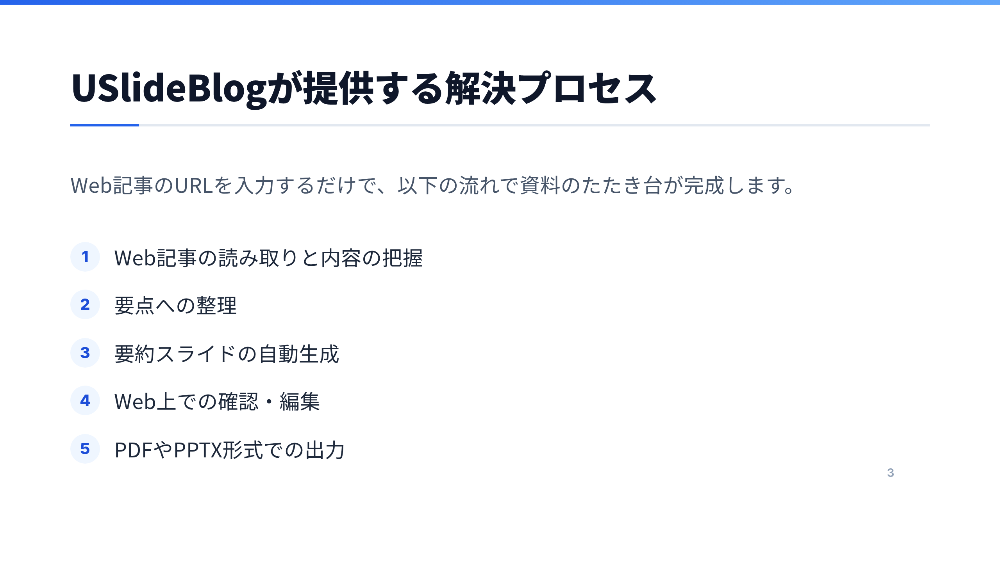 USlideBlogが提供する解決プロセス
Web記事のURLを入力するだけで、以下の流れで資料のたたき台が完成します。
1 Web記事の読み取りと内容の把握
2 要点への整理
3 要約スライドの自動生成
4 Web上での確認・編集
5 PDFやPPTX形式での出力
3